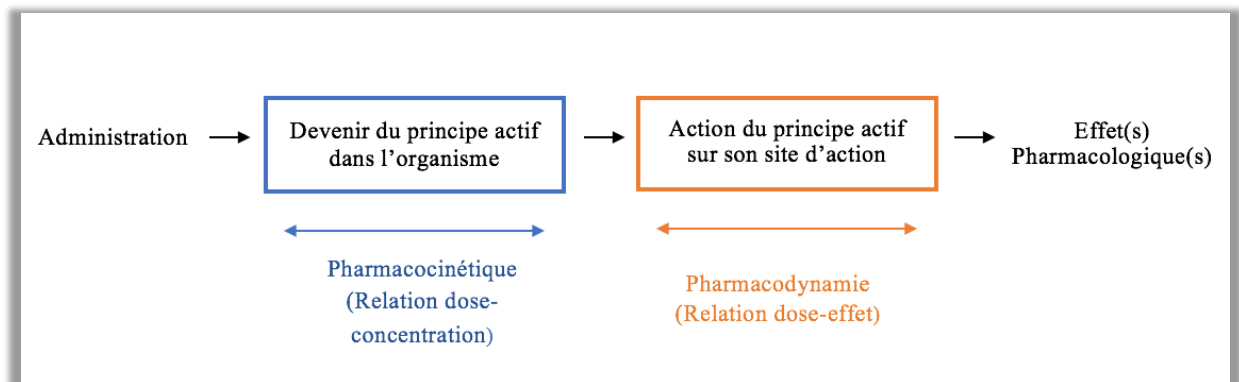 Administration
Devenir du principe actif
dans l'organisme
Action du principe actif
sur son site d'action
Effet(s)
Pharmacologique(s)
Pharmacocinétique
(Relation dose-
concentration)
Pharmacodynamie
(Relation dose-effet)